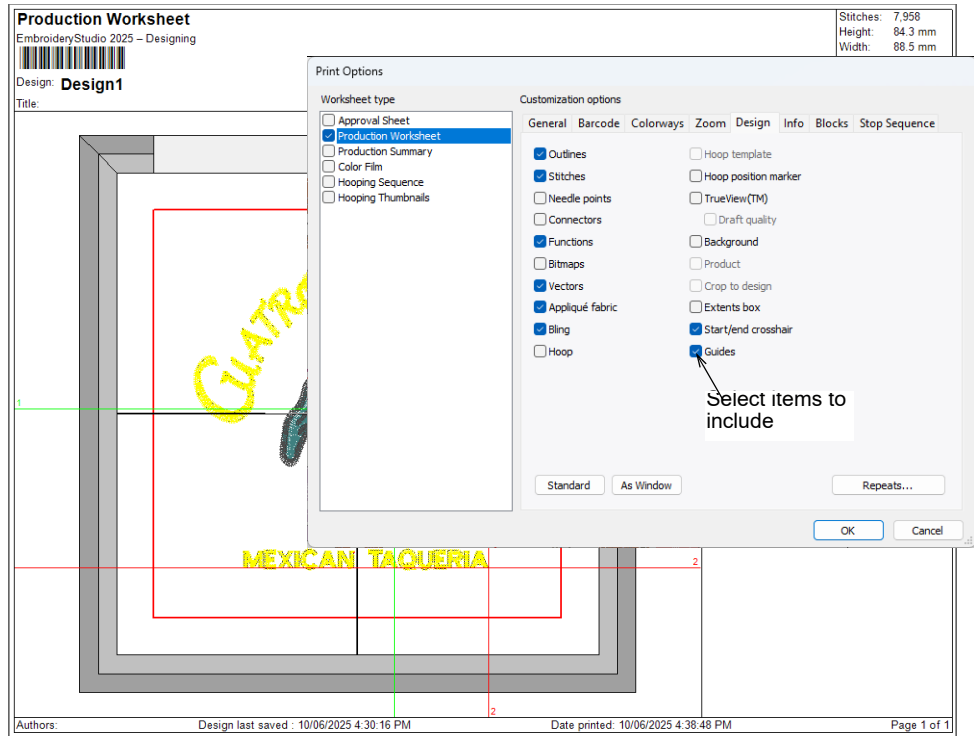 Production Worksheet
EmbroideryStudio 2025 – Designing
Design: Design1
Title:
Stitches: 7,958
Height: 84.3 mm
Width: 88.5 mm
Print Options
Worksheet type
Approval Sheet
Production Worksheet
Production Summary
Color Film
Hooping Sequence
Hooping Thumbnails
Customization options
General Barcode Colorways Zoom Design Info Blocks Stop Sequence
Outlines
Stitches
Needle points
Connectors
Functions
Bitmaps
Vectors
Appliqué fabric
Bling
Hoop
Hoop template
Hoop position marker
TrueView(TM)
Draft quality
Background
Product
Crop to design
Extents box
Start/end crosshair
Guides
Select items to
include
Standard As Window Repeats...
OK Cancel
1
MEXICAN TAQUERIA
2
2
Authors: Design last saved : 10/06/2025 4:30:16 PM Date printed: 10/06/2025 4:38:48 PM Page 1 of 1